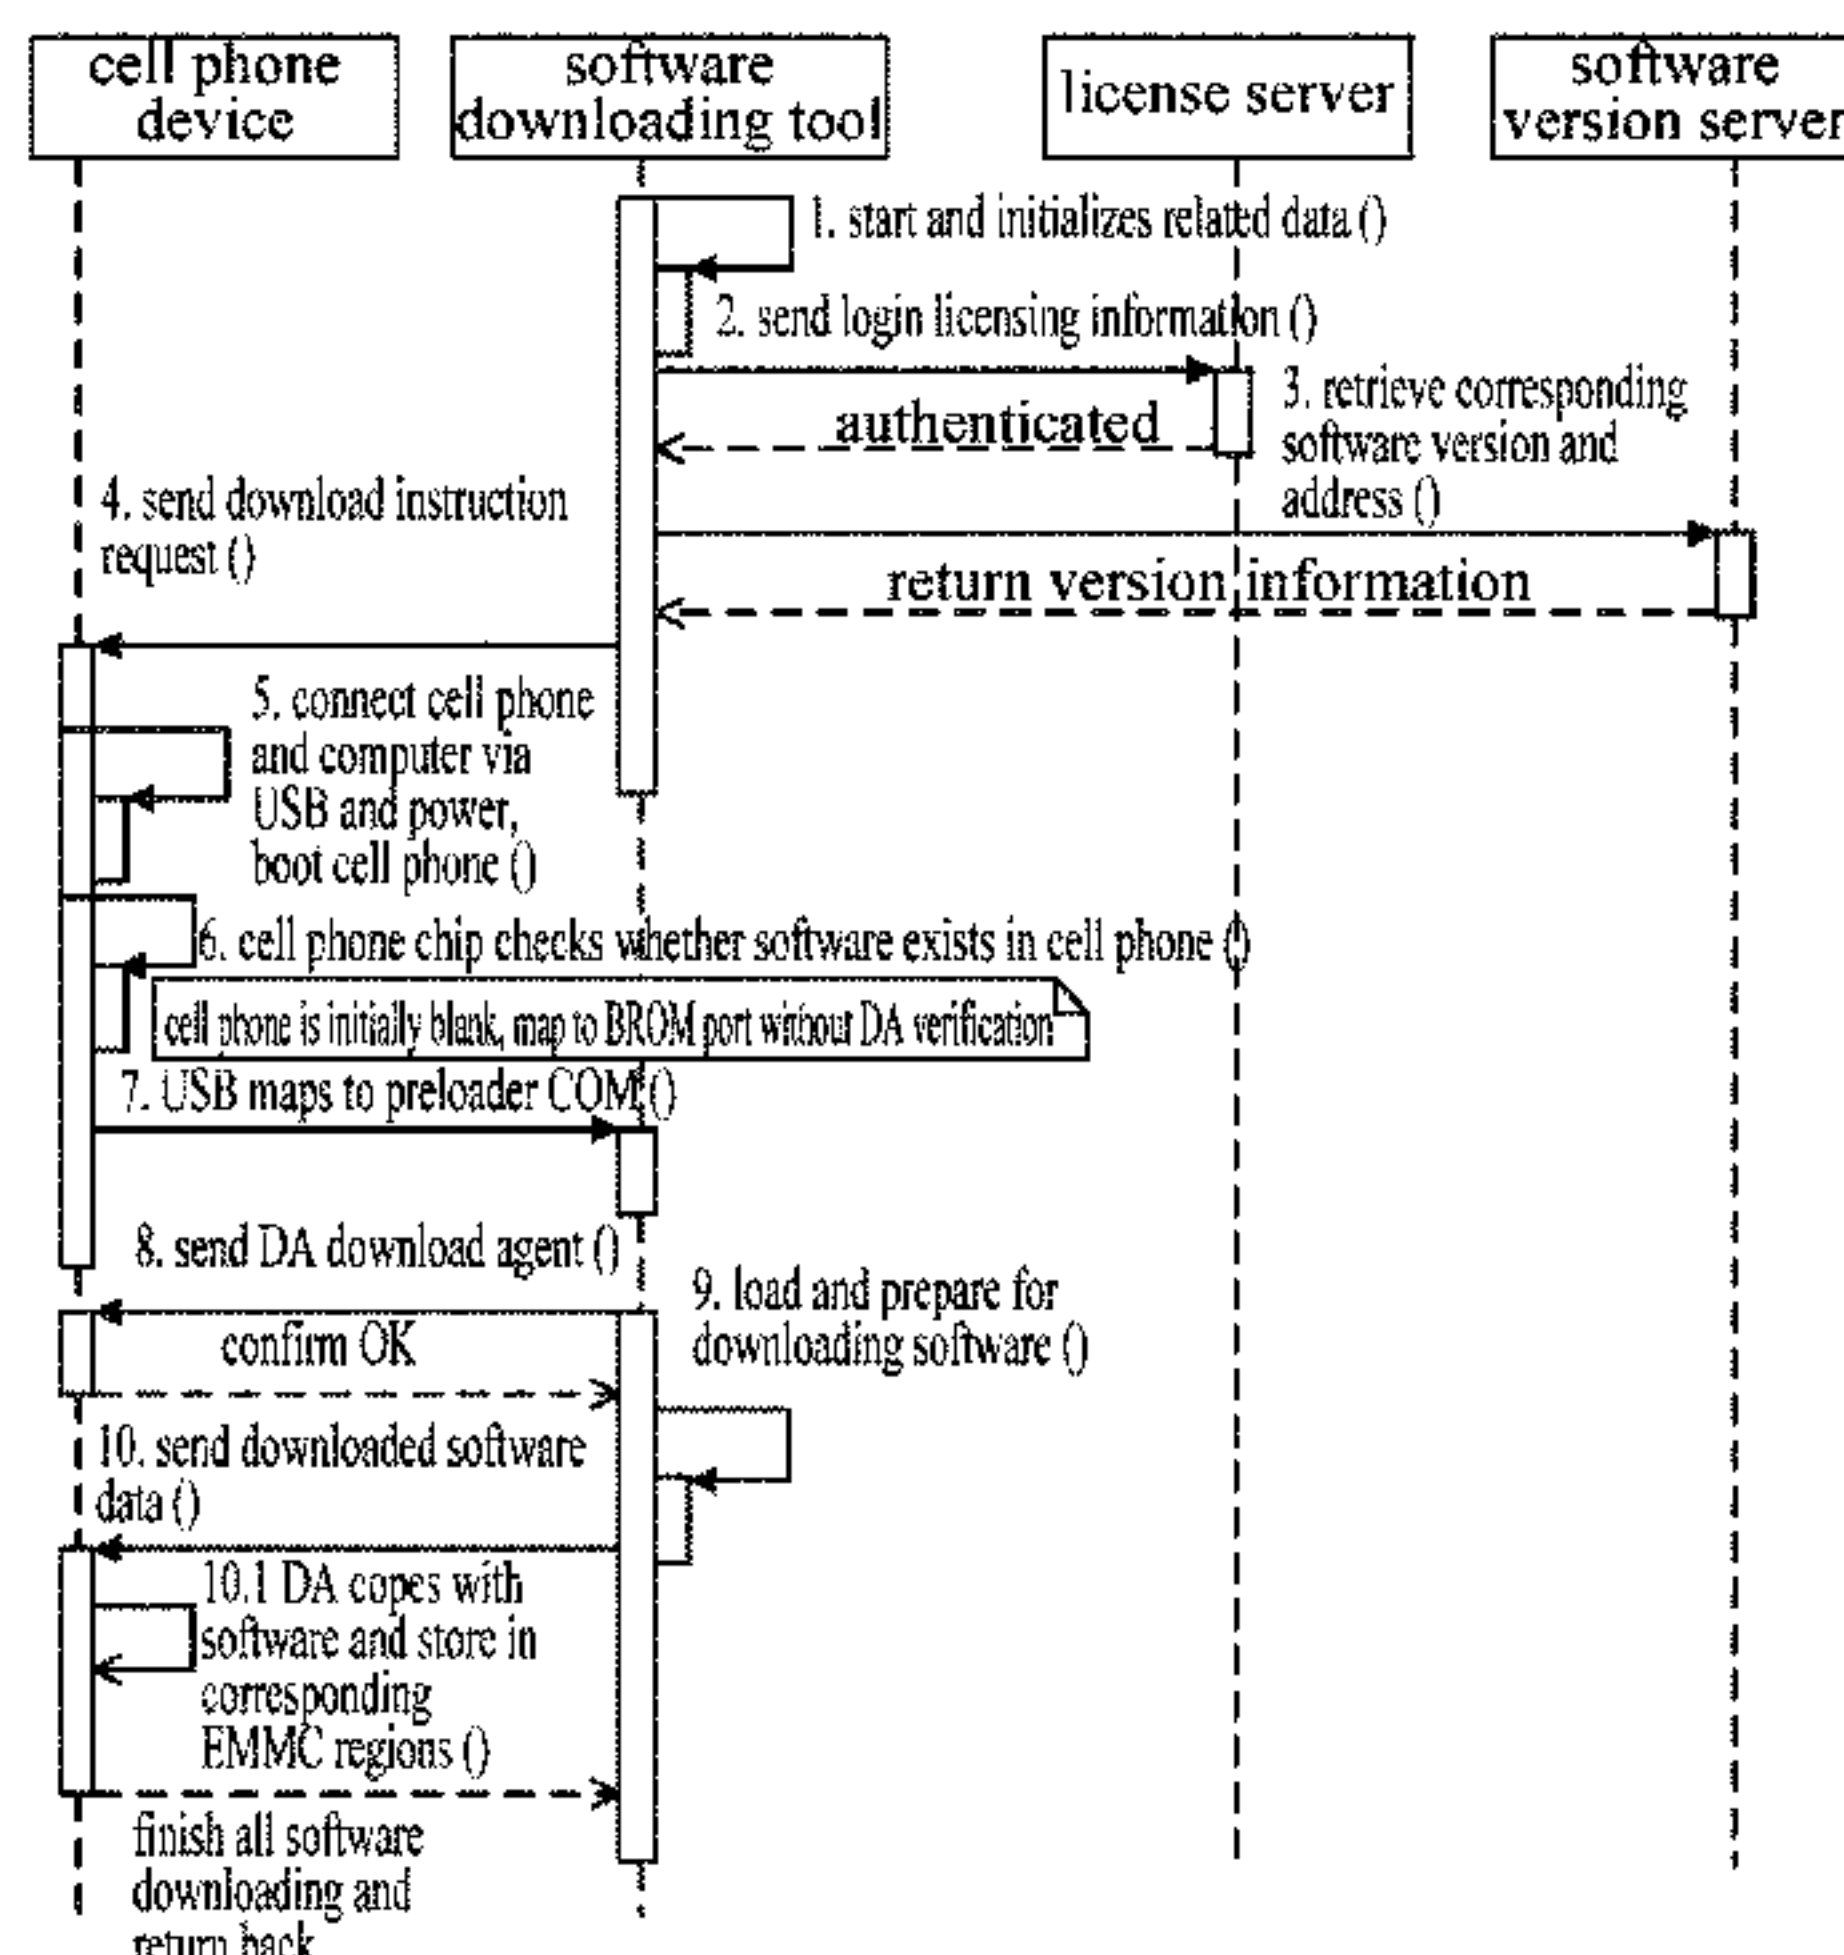 cell phone
device
software
downloading tool
license server
software
version server
1. start and initializes related data ()
2. send login licensing information ()
authenticated
3. retrieve corresponding
software version and
address ()
4. send download instruction
request ()
return version information
5. connect cell phone
and computer via
USB and power,
boot cell phone ()
6. cell phone chip checks whether software exists in cell phone ()
cell phone is initially blank, map to BROM port without DA verification
7. USB maps to preloader COM ()
8. send DA download agent ()
9. load and prepare for
downloading software ()
confirm OK
10. send downloaded software
data ()
10.1 DA copes with
software and store in
corresponding
EMMC regions ()
finish all software
downloading and
return back